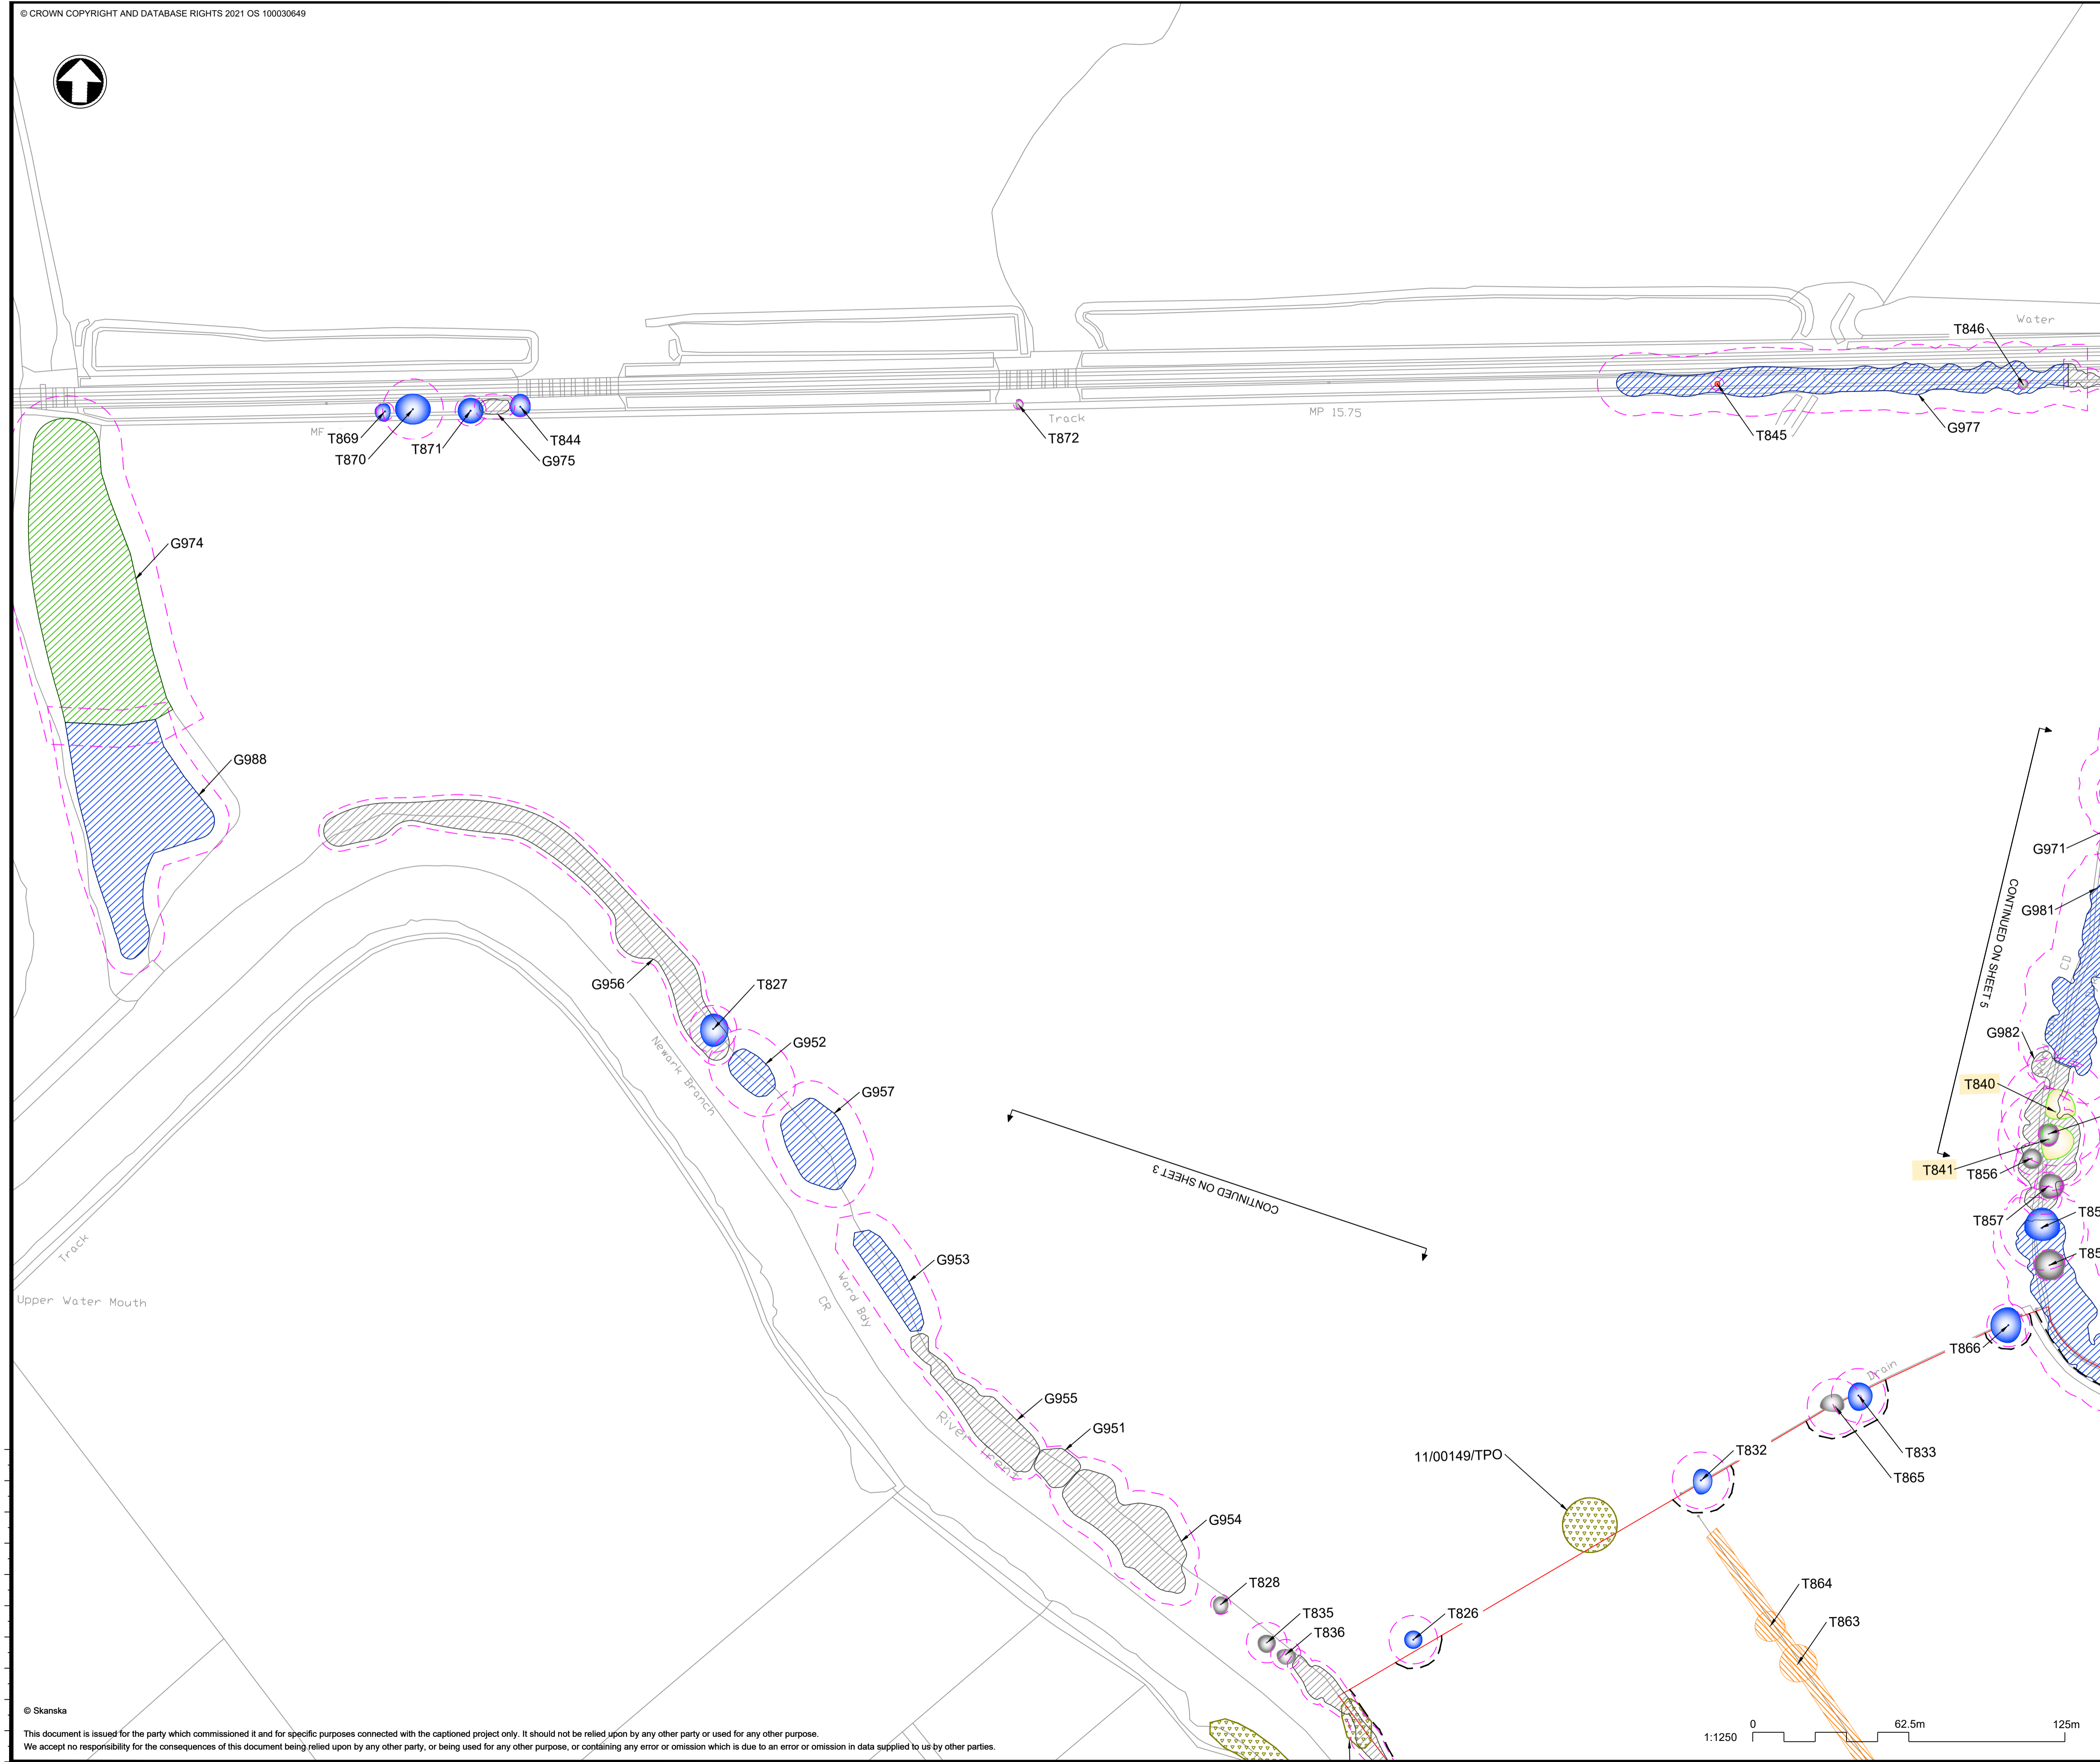 © CROWN COPYRIGHT AND DATABASE RIGHTS 2021 OS 100030649
Water
T846
T845
G977
MF
T869
T870
T871
T844
G975
Track
T872
MP 15.75
G974
G988
G971
CONTINUED ON SHEET 5
G981
CD
G956
T827
G982
Newark Branch
G952
T840
G957
CONTINUED ON SHEET 3
T841
T856
T857
T85
Track
G953
T85
Upper Water Mouth
Ward Bdy
CR
T866
Drain
G955
River Trent
G951
11/00149/TPO
T832
T833
T865
G954
T828
T864
T835
T826
T863
T836
© Skanska
This document is issued for the party which commissioned it and for specific purposes connected with the captioned project only. It should not be relied upon by any other party or used for any other purpose.
We accept no responsibility for the consequences of this document being relied upon by any other party, or being used for any other purpose, or containing any error or omission which is due to an error or omission in data supplied to us by other parties.
1:1250
0
62.5m
125m